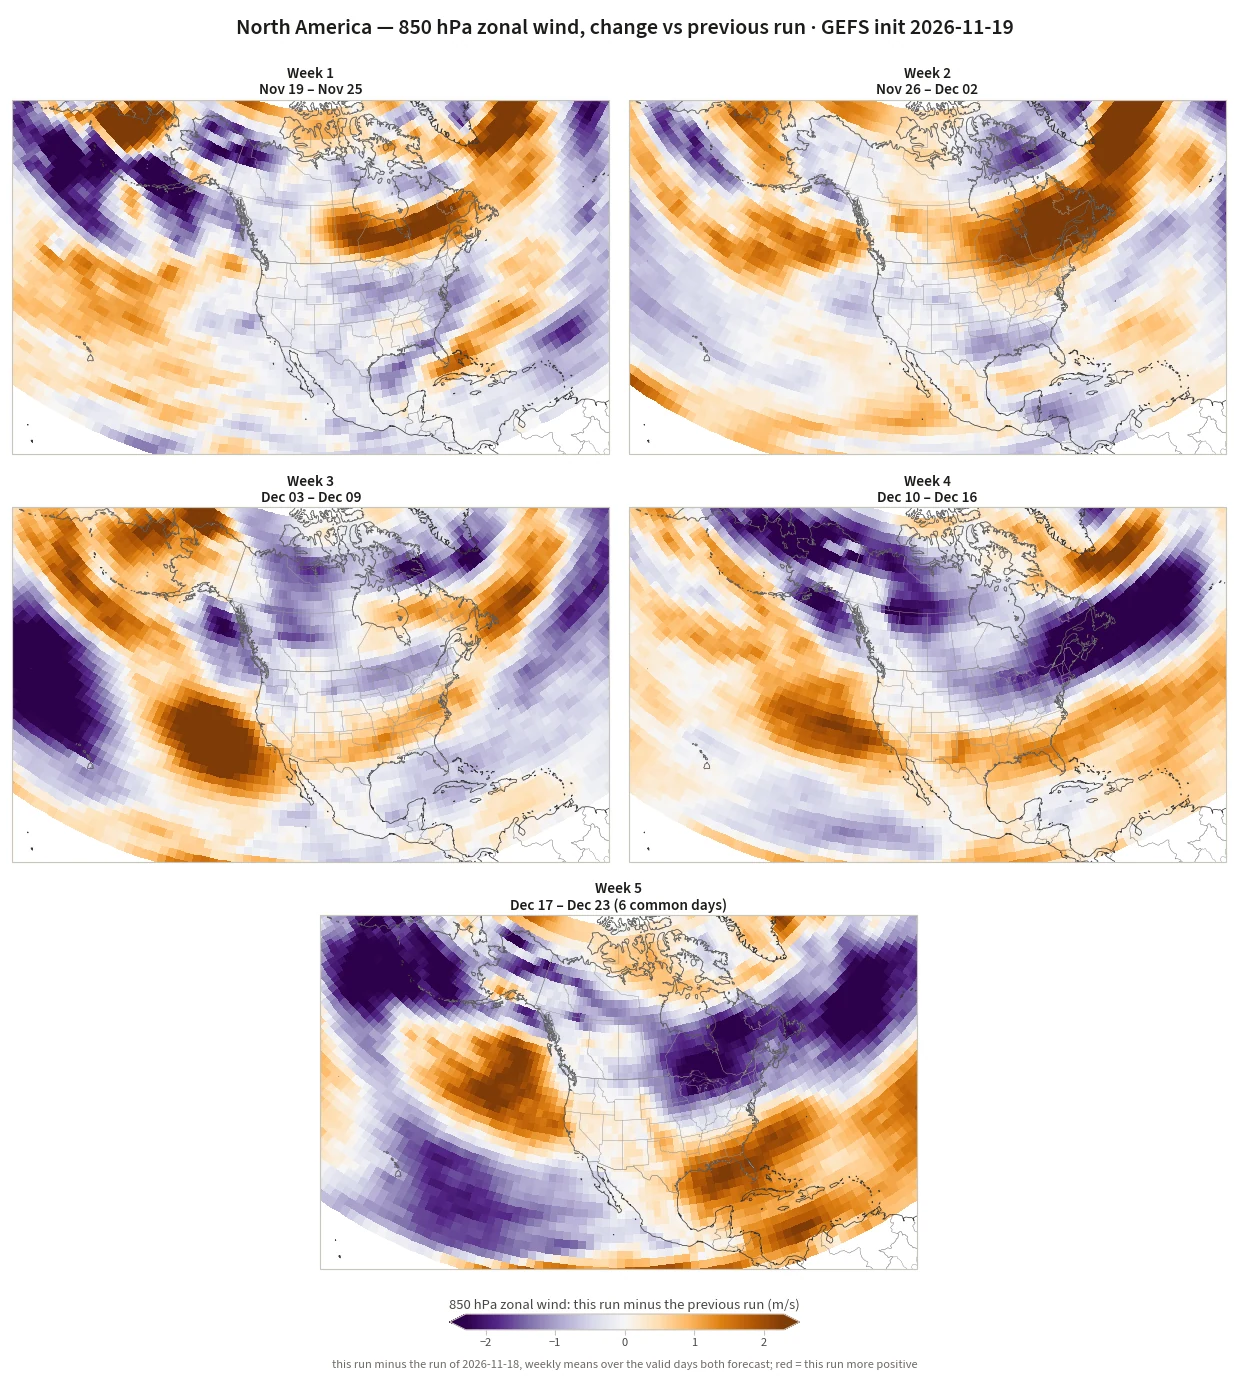 North America — 850 hPa zonal wind, change vs previous run · GEFS init 2026-11-19
Week 1
Nov 19 – Nov 25
Week 2
Nov 26 – Dec 02
Week 3
Dec 03 – Dec 09
Week 4
Dec 10 – Dec 16
Week 5
Dec 17 – Dec 23 (6 common days)
850 hPa zonal wind: this run minus the previous run (m/s)
−2 −1 0 1 2
this run minus the run of 2026-11-18, weekly means over the valid days both forecast; red = this run more positive